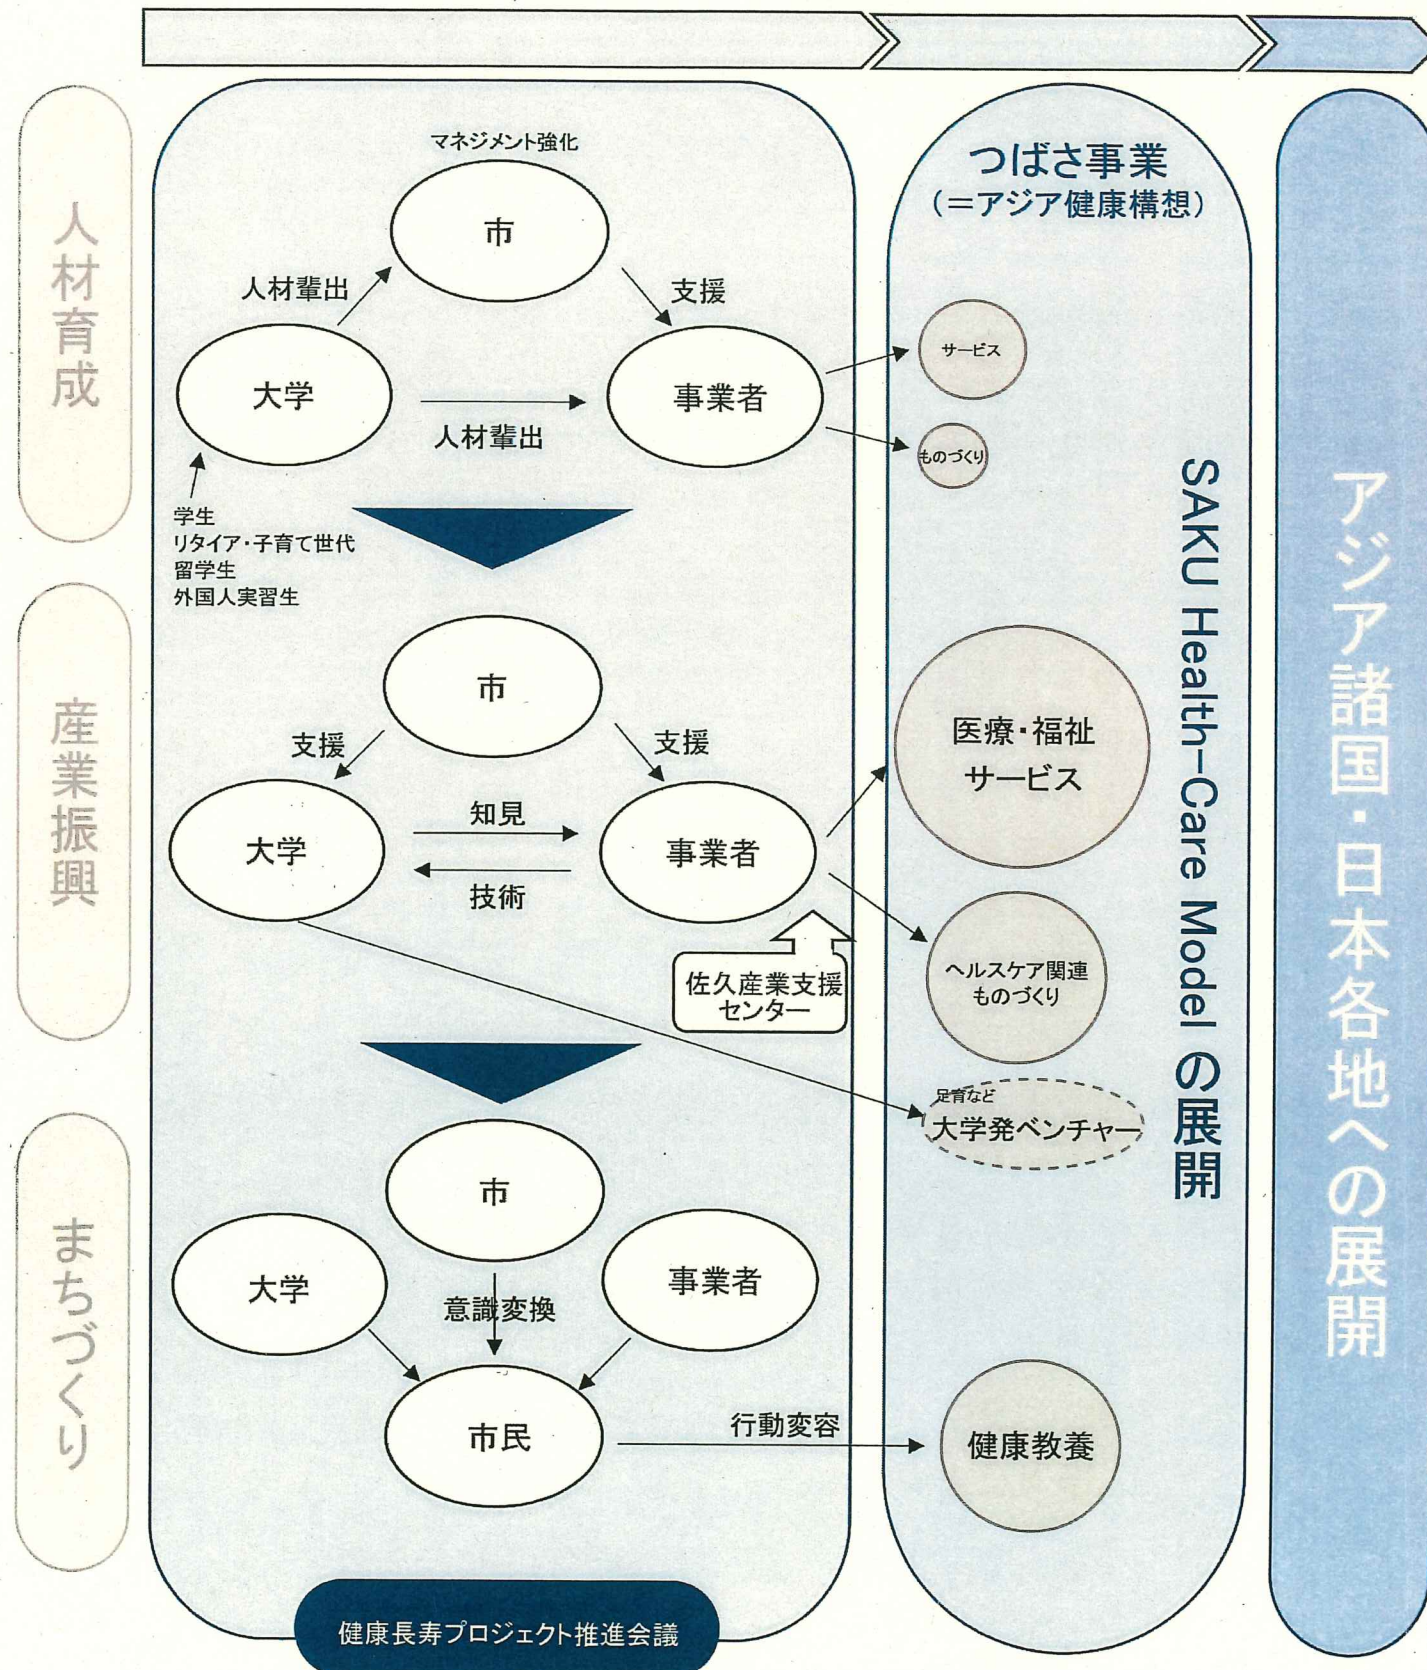 人材育成
マネジメント強化
市
人材輩出
支援
大学
人材輩出
事業者
学生
リタイア・子育て世代
留学生
外国人実習生
産業振興
市
支援
支援
大学
知見
技術
事業者
佐久産業支援
センター
まちづくり
市
大学
事業者
意識変換
市民
行動変容
健康長寿プロジェクト推進会議
つばさ事業
(＝アジア健康構想)
サービス
ものづくり
医療・福祉
サービス
ヘルスケア関連
ものづくり
足育など
大学発ベンチャー
健康教養
SAKU Health-Care Model の展開
アジア諸国・日本各地への展開